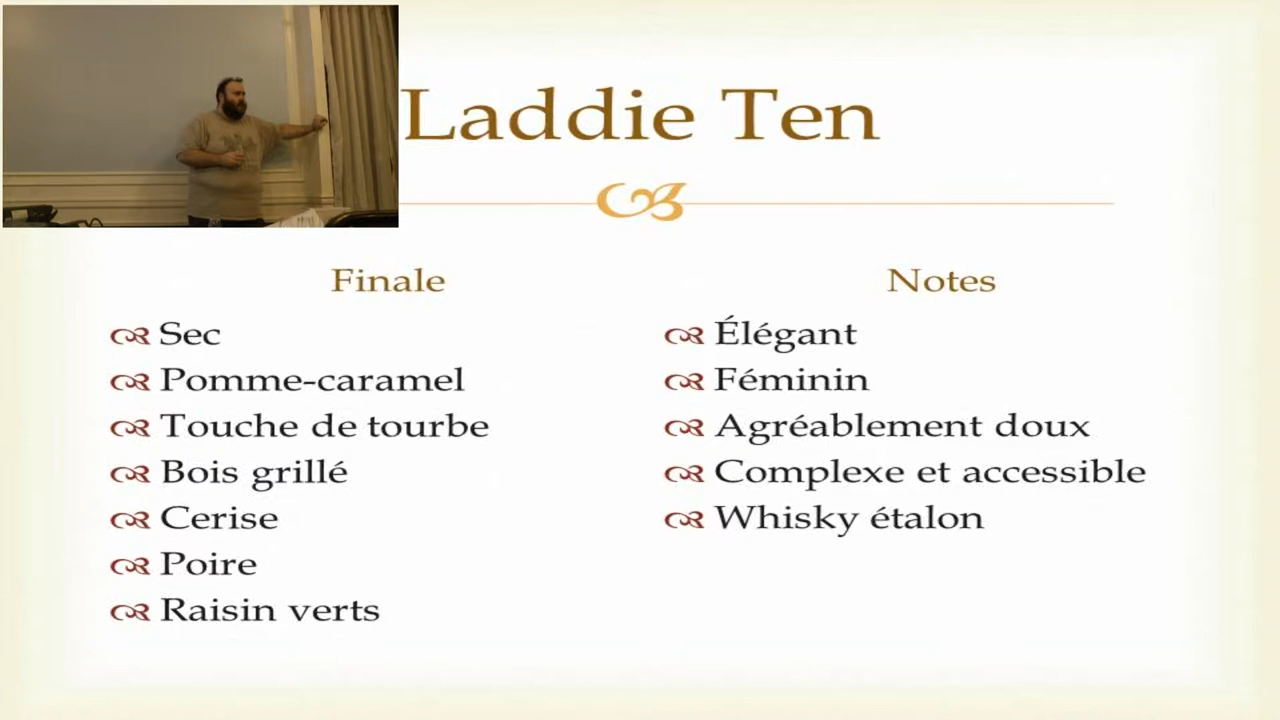 Laddie Ten
Finale
Sec
Pomme-caramel
Touche de tourbe
Bois grillé
Cerise
Poire
Raisin verts
Notes
Élégant
Féminin
Agréablement doux
Complexe et accessible
Whisky étalon